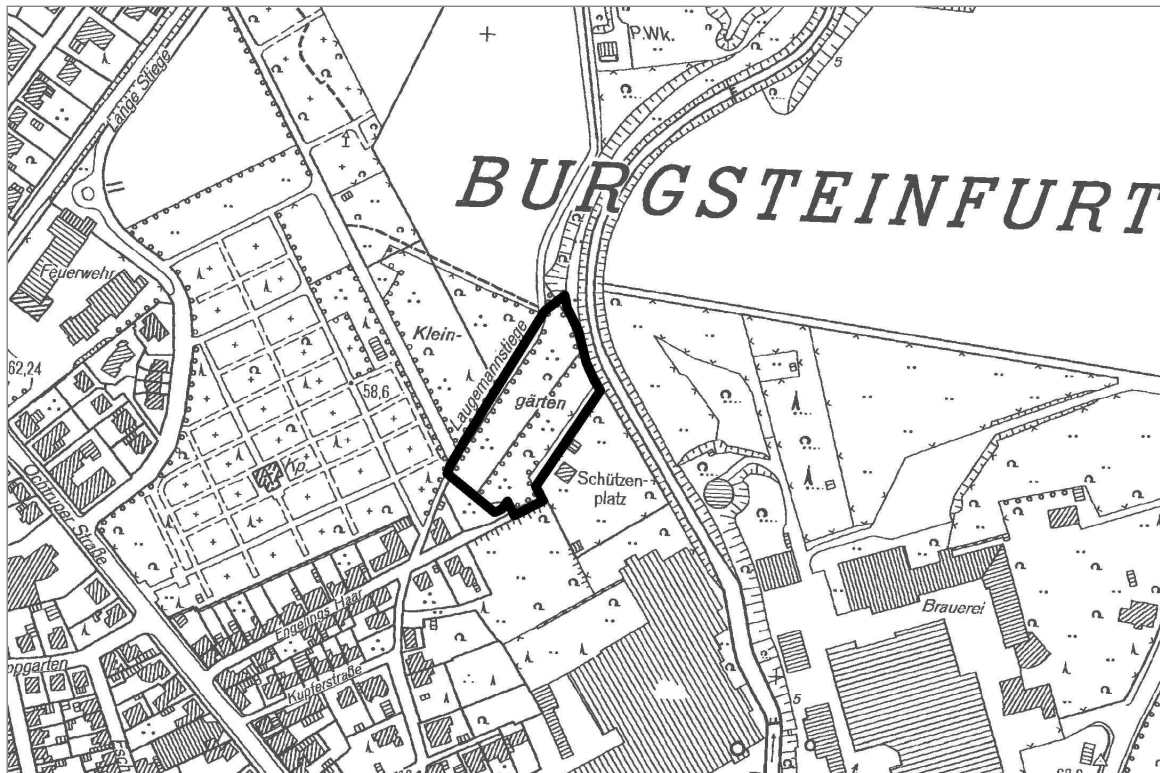 P.Wk.
Lange Stiege
5
BURGSTEINFURT
Feuerwehr
Klein-
Laugemannstiege
62,24
58,6
gärten
Kp.
Schützen-
platz
Ochtruper Straße
Engelings Haar
Brauerei
Kupferstraße
5